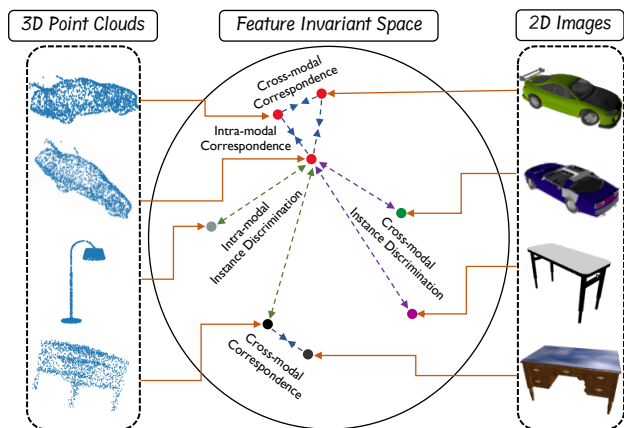 3D Point Clouds
Feature Invariant Space
2D Images
Cross-modal
Correspondence
Intra-modal
Correspondence
Intra-modal
Instance Discrimination
Cross-modal
Instance Discrimination
Cross-modal
Correspondence